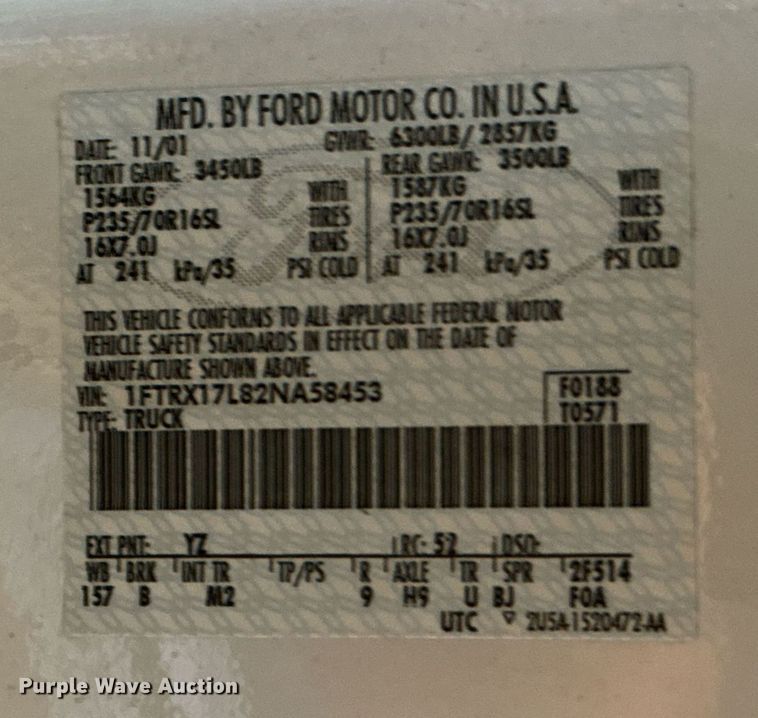 MFD. BY FORD MOTOR CO. IN U.S.A.
DATE: 11/01 GVWR: 6300LB/ 2857KG
FRONT GAWR: 3450LB REAR GAWR: 3500LB
1564KG WITH 1587KG WITH
P235/70R16SL TIRES P235/70R16SL TIRES
16X7.0J RIMS 16X7.0J RIMS
AT 241 kPa/35 PSI COLD AT 241 kPa/35 PSI COLD
THIS VEHICLE CONFORMS TO ALL APPLICABLE FEDERAL MOTOR
VEHICLE SAFETY STANDARDS IN EFFECT ON THE DATE OF
MANUFACTURE SHOWN ABOVE.
VIN: 1FTRX17L82NA58453 F0188
TYPE: TRUCK T0571
EXT PNT: YZ RC: 52 DSO:
WB BRK INT TR TP/PS R AXLE TR SPR 2F514
157 B M2 9 H9 U BJ F0A
UTC ▽ 2U5A-1520472-AA
Purple Wave Auction